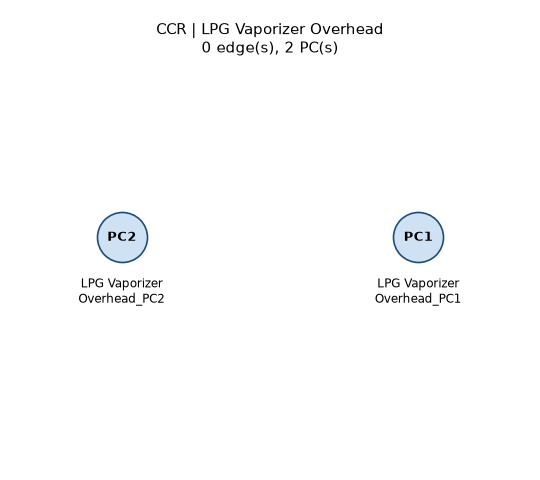 CCR | LPG Vaporizer Overhead
0 edge(s), 2 PC(s)
PC2
PC1
LPG Vaporizer
Overhead_PC2
LPG Vaporizer
Overhead_PC1